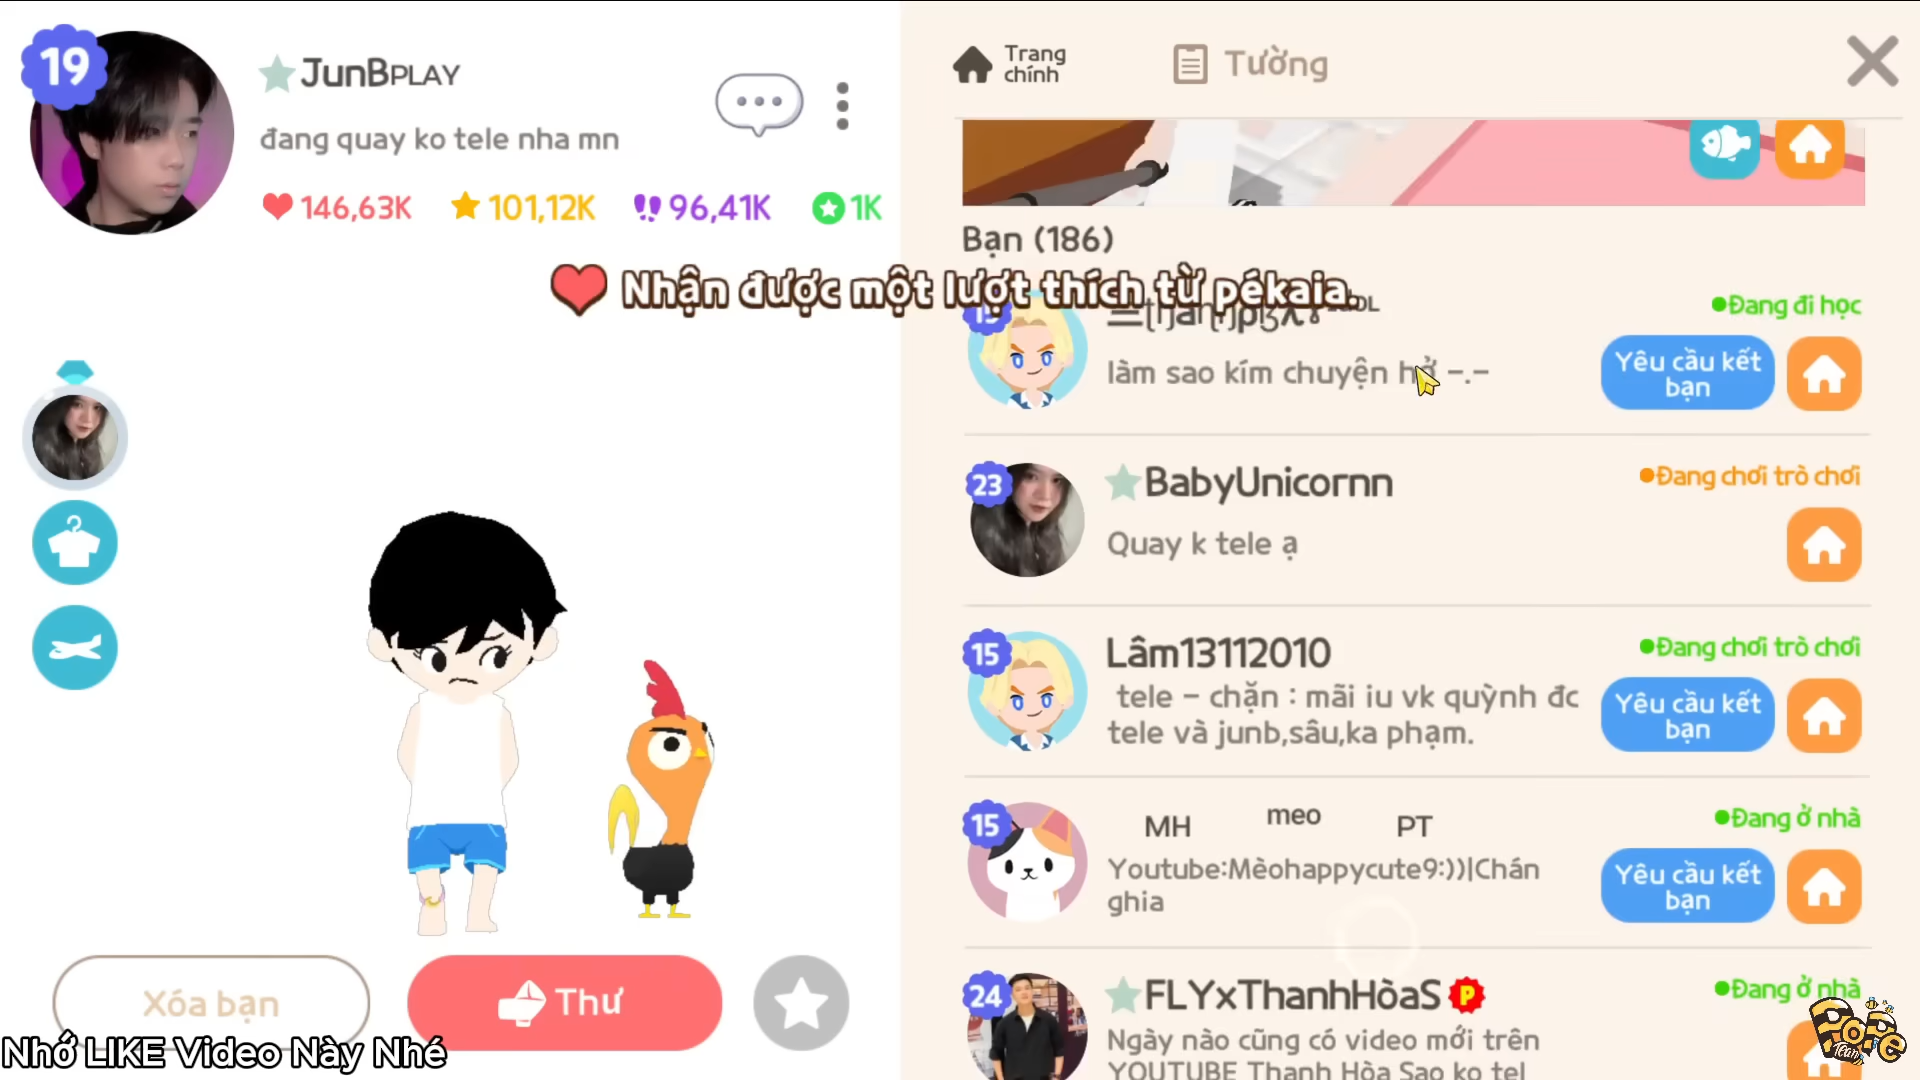 19
JunBPLAY
đang quay ko tele nha mn
146,63K
101,12K
96,41K
1K
Trang
chính
Tường
Bạn (186)
Nhận được một lượt thích từ pékaia.
Đang đi học
làm sao kím chuyện hở -.-
Yêu cầu kết
bạn
23
BabyUnicornn
Đang chơi trò chơi
Quay k tele ạ
15
Lâm13112010
Đang chơi trò chơi
tele - chặn : mãi iu vk quỳnh đc
tele và junb,sâu,ka phạm.
Yêu cầu kết
bạn
15
MH meo PT
Đang ở nhà
Youtube:Mèohappycute9:))|Chán
ghia
Yêu cầu kết
bạn
24
FLYxThanhHòaS P
Đang ở nhà
Ngày nào cũng có video mới trên
YOUTUBE Thanh Hòa Sao ko tel
Xóa bạn
Thư
Nhớ LIKE Video Này Nhé
PoPe
Team